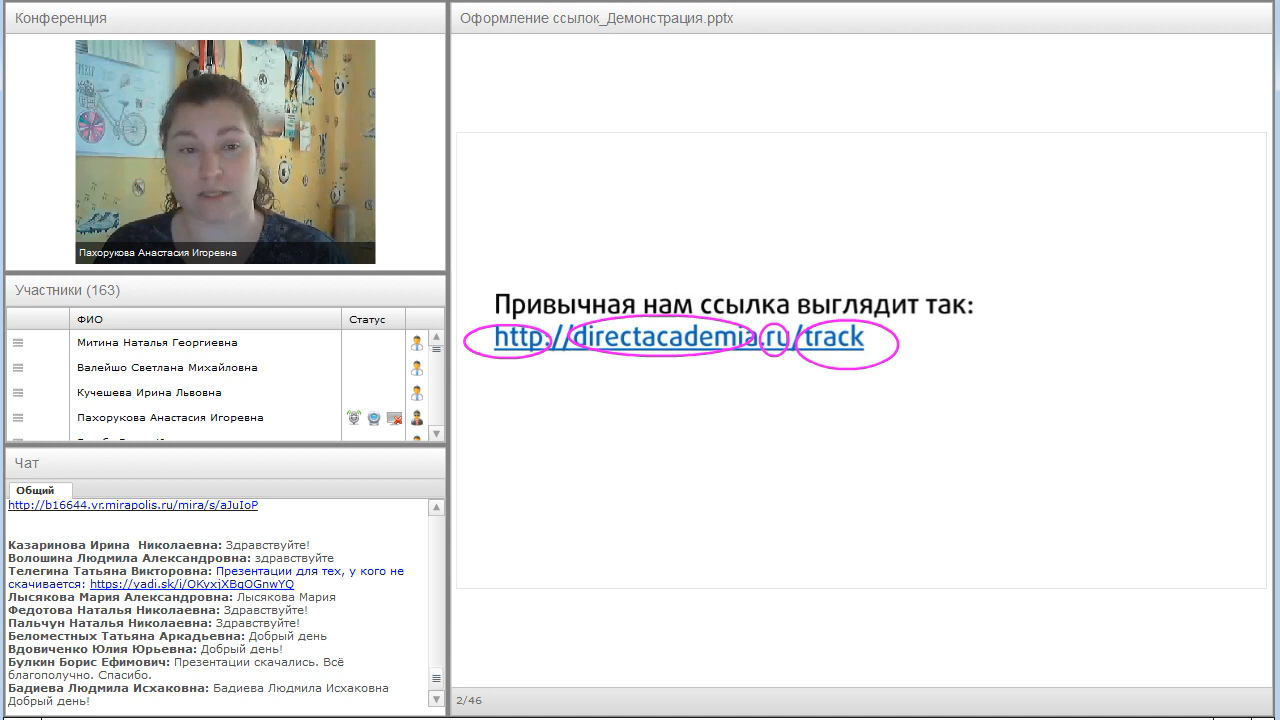 Конференция
Пахорукова Анастасия Игоревна
Участники (163)
ФИО
Статус
Митяпа Наталья Георгиевна
Валейшо Светлана Михайловна
Кучешева Ирина Львовна
Пахорукова Анастасия Игоревна
Чат
Общий
http://b16644.vr.mirapolis.ru/mira/s/aJuIoP
Казаринова Ирина Николаевна: Здравствуйте!
Волошина Людмила Александровна: здравствуйте
Телегина Татьяна Викторовна: Презентации для тех, у кого не
скачивается: https://yadi.sk/i/OKyxjXBqOGnwYQ
Лысякова Мария Александровна: Лысякова Мария
Федотова Наталья Николаевна: Здравствуйте!
Пальчун Наталья Николаевна: Здравствуйте!
Беломестных Татьяна Аркадьевна: Добрый день
Вдовиченко Юлия Юрьевна: Добрый день!
Булкин Борис Ефимович: Презентации скачались. Всё
благополучно. Спасибо.
Бадиева Людмила Исхаковна: Бадиева Людмила Исхаковна
Добрый день!
Оформление ссылок_Демонстрация.pptx
Привычная нам ссылка выглядит так:
http://directacademia.ru/track
2/46